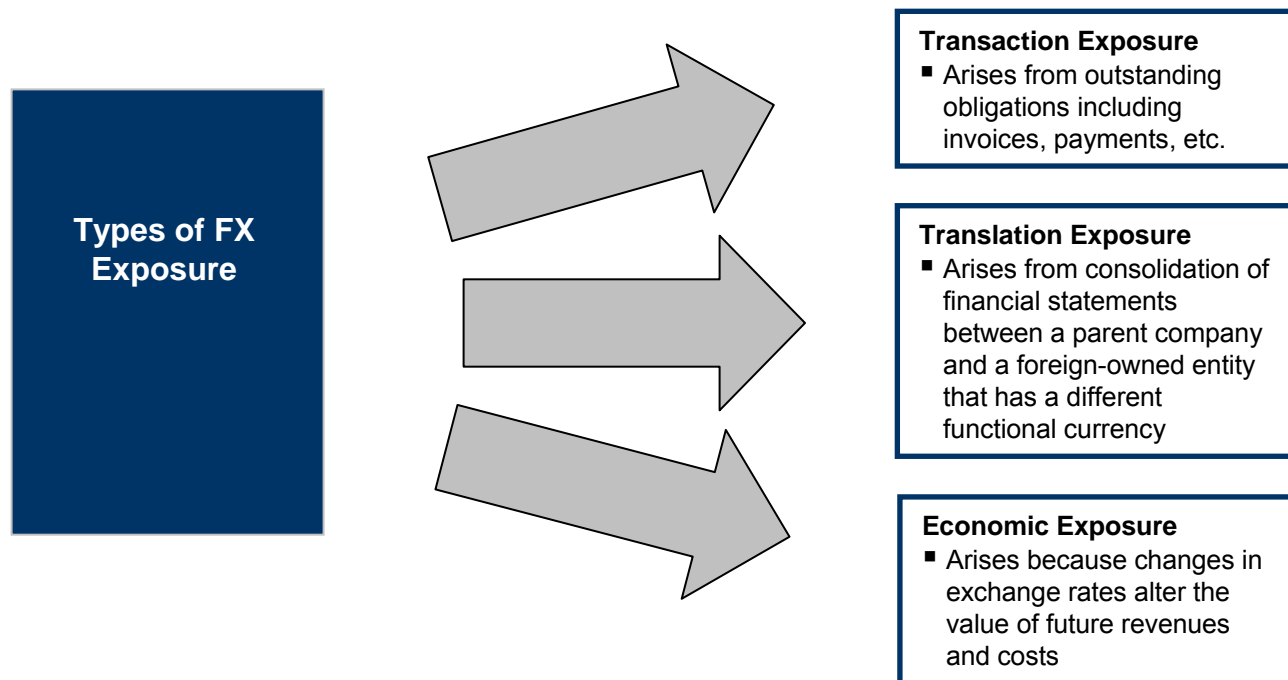 Types of FX
Exposure
Transaction Exposure
▪ Arises from outstanding
obligations including
invoices, payments, etc.
Translation Exposure
▪ Arises from consolidation of
financial statements
between a parent company
and a foreign-owned entity
that has a different
functional currency
Economic Exposure
▪ Arises because changes in
exchange rates alter the
value of future revenues
and costs